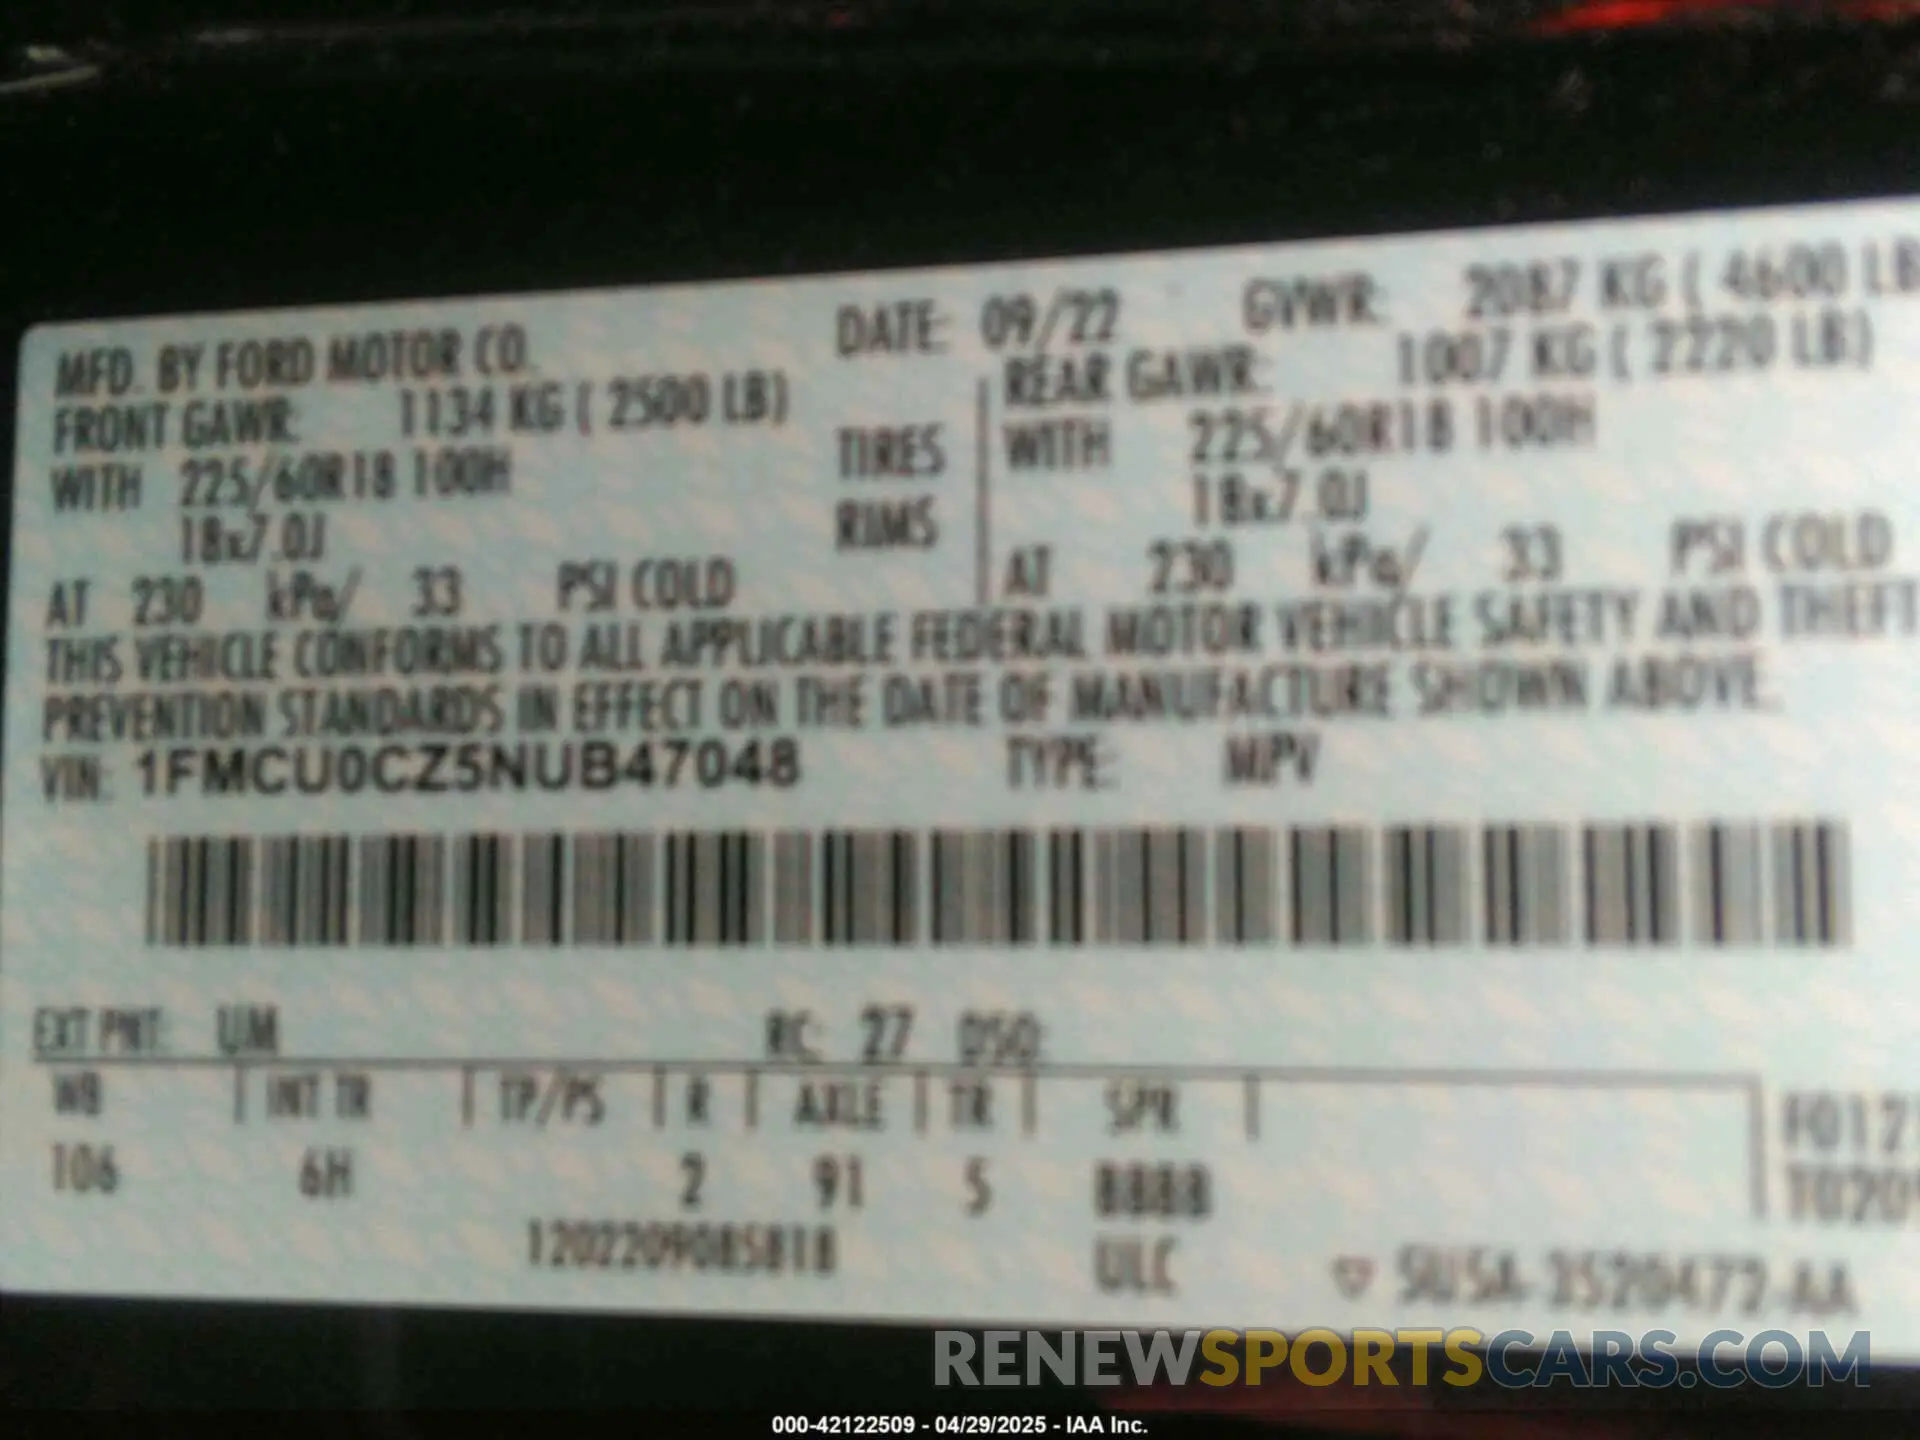 MFD. BY FORD MOTOR CO. DATE: 09/22 GVWR: 2087 KG ( 4600 LB
FRONT GAWR: 1134 KG ( 2500 LB) REAR GAWR: 1007 KG ( 2220 LB)
WITH 225/60R18 100H TIRES WITH 225/60R18 100H
18x7.0J RIMS 18x7.0J
AT 230 kPa/ 33 PSI COLD AT 230 kPa/ 33 PSI COLD
THIS VEHICLE CONFORMS TO ALL APPLICABLE FEDERAL MOTOR VEHICLE SAFETY AND THEFT
PREVENTION STANDARDS IN EFFECT ON THE DATE OF MANUFACTURE SHOWN ABOVE.
VIN: 1FMCU0CZ5NUB47048 TYPE: MPV
EXT PNT: UM RC: 27 DSO:
WB INT TR TP/PS R AXLE TR SPR
106 6H 2 91 5 8888
1202209085818 ULC
RENEWSPORTSCARS.COM
000-42122509 - 04/29/2025 - IAA Inc.